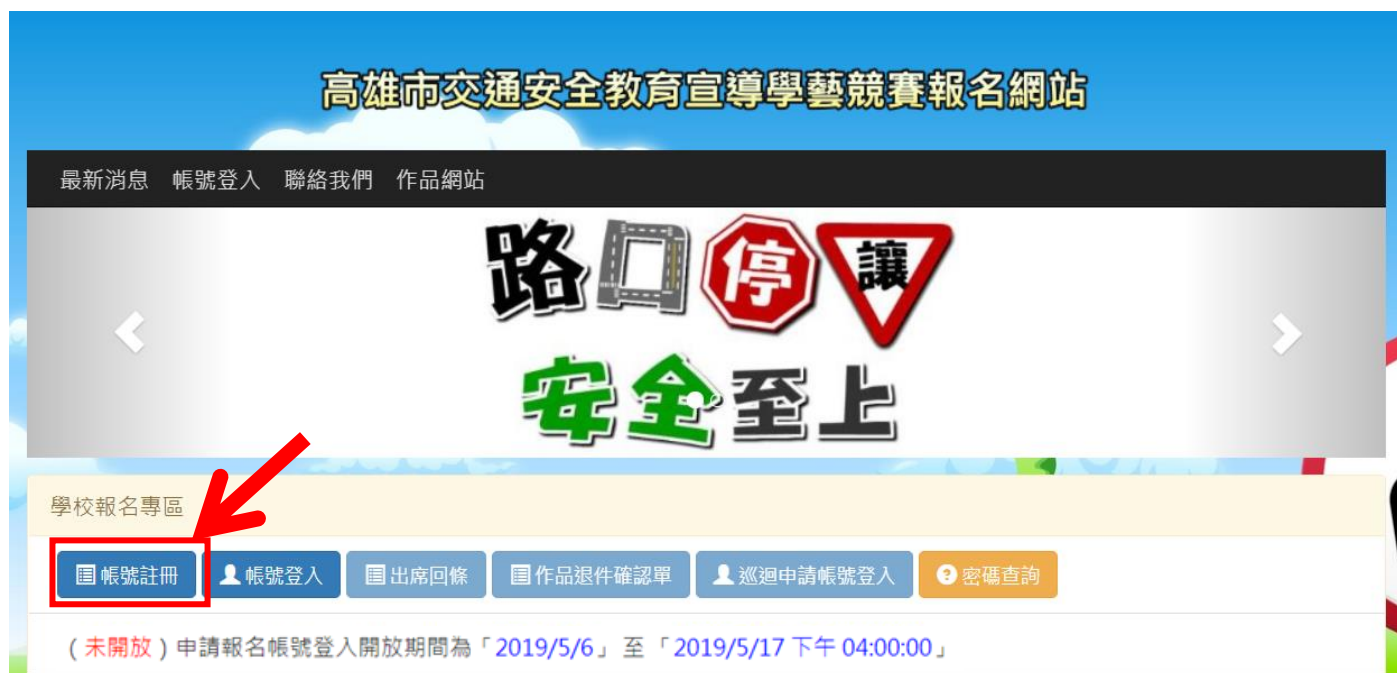 高雄市交通安全教育宣導學藝競賽報名網站
最新消息 帳號登入 聯絡我們 作品網站
路口停讓
安全至上
學校報名專區
帳號註冊 帳號登入 出席回條 作品退件確認單 巡迴申請帳號登入 密碼查詢
（未開放）申請報名帳號登入開放期間為「2019/5/6」 至 「2019/5/17 下午 04:00:00」